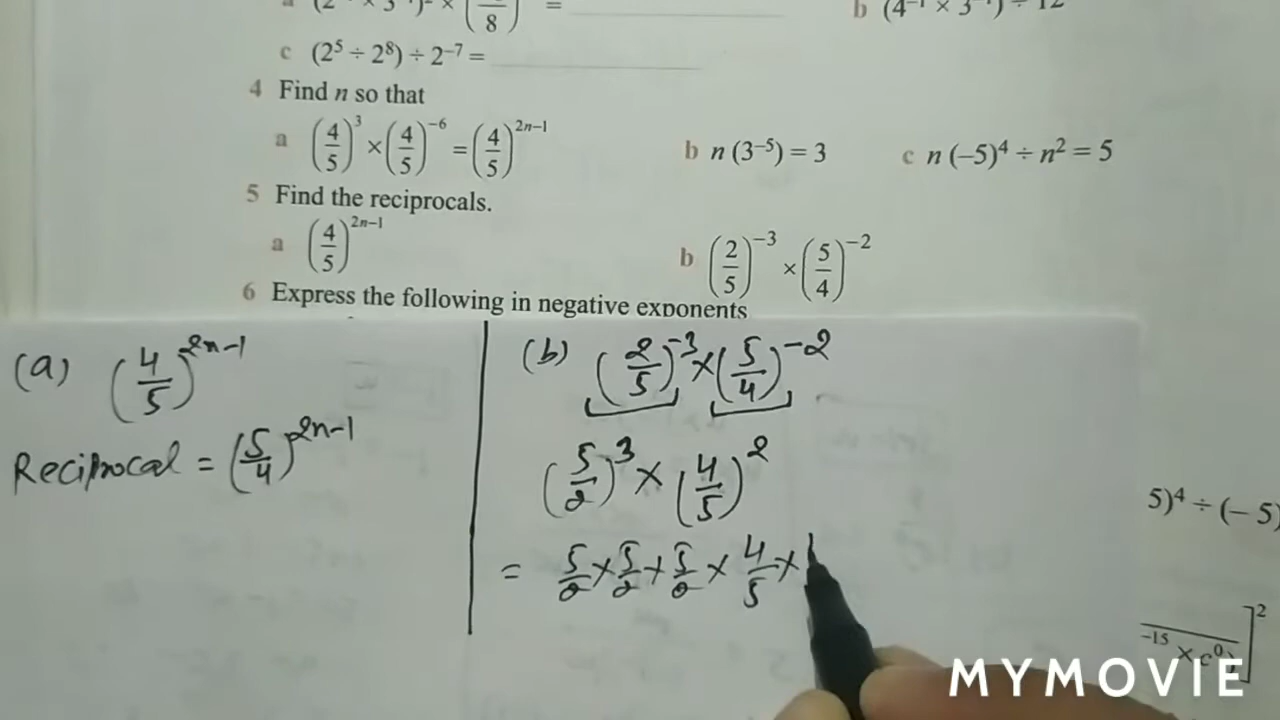 c (2⁵ ÷ 2⁸) ÷ 2⁻⁷ =
4 Find n so that
a (4/5)³ × (4/5)⁻⁶ = (4/5)²ⁿ⁻¹ b n (3⁻⁵) = 3 c n (−5)⁴ ÷ n² = 5
5 Find the reciprocals.
a (4/5)²ⁿ⁻¹ b (2/5)⁻³ × (5/4)⁻²
6 Express the following in negative exponents
(a) (4/5)²ⁿ⁻¹
Reciprocal = (5/4)²ⁿ⁻¹
(b) (2/5)⁻³ × (5/4)⁻²
(5/2)³ × (4/5)²
= 5/2 × 5/2 × 5/2 × 4/5 ×
5)⁴ ÷ (− 5)
⁻¹⁵ × c⁰ ]²
MYMOVIE